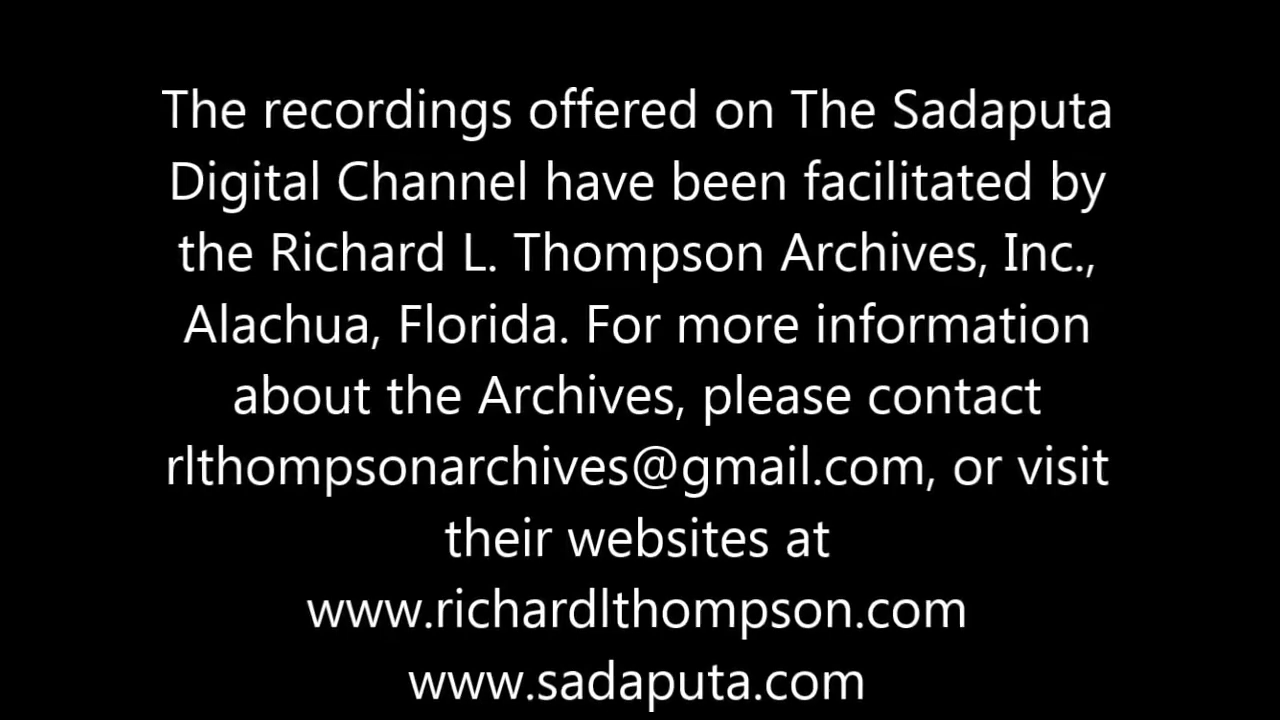 The recordings offered on The Sadaputa
Digital Channel have been facilitated by
the Richard L. Thompson Archives, Inc.,
Alachua, Florida. For more information
about the Archives, please contact
rlthompsonarchives@gmail.com, or visit
their websites at
www.richardlthompson.com
www.sadaputa.com